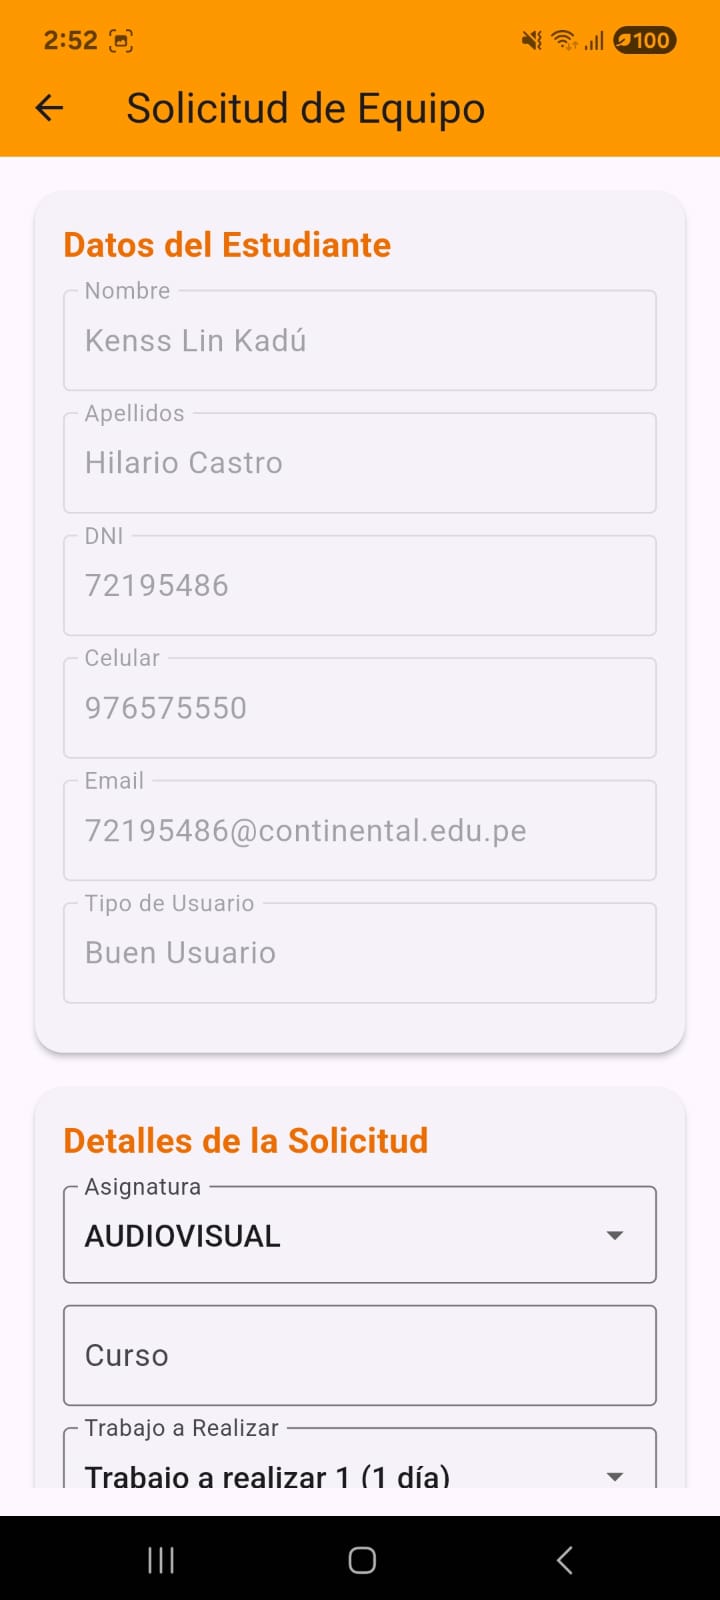 2:52
100
Solicitud de Equipo
Datos del Estudiante
Nombre
Kenss Lin Kadú
Apellidos
Hilario Castro
DNI
72195486
Celular
976575550
Email
72195486@continental.edu.pe
Tipo de Usuario
Buen Usuario
Detalles de la Solicitud
Asignatura
AUDIOVISUAL
Curso
Trabajo a Realizar
Trabajo a realizar 1 (1 día)